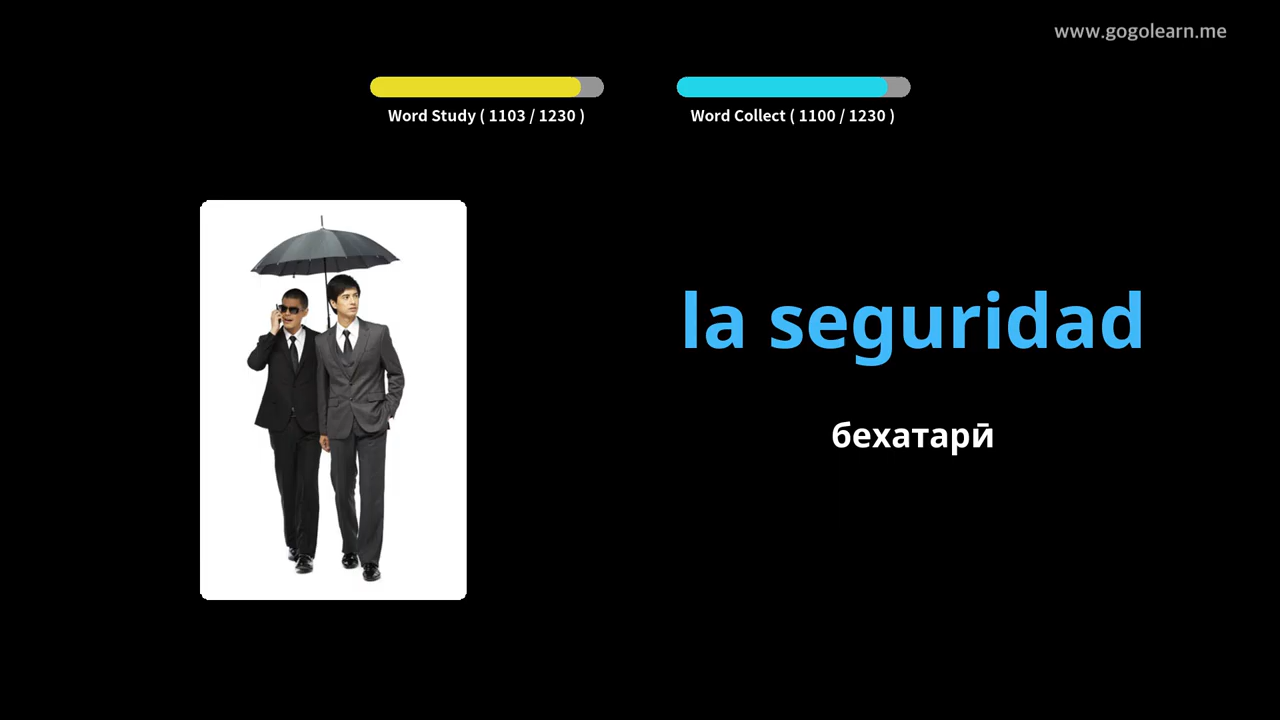 www.gogolearn.me
Word Study ( 1103 / 1230 )
Word Collect ( 1100 / 1230 )
la seguridad
бехатарӣ